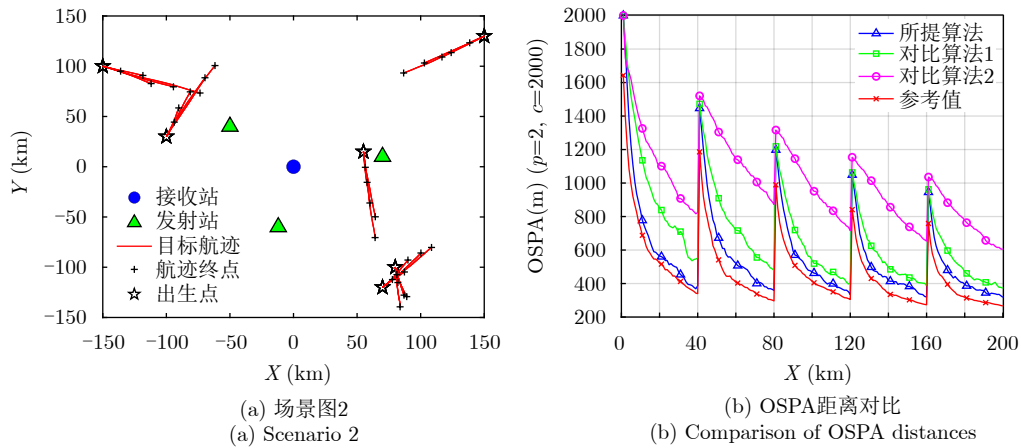 150
100
50
0
−50
−100
−150
Y (km)
接收站
发射站
目标航迹
航迹终点
出生点
−150
−100
−50
0
50
100
150
X (km)
(a) 场景图2
(a) Scenario 2
2000
1800
1600
1400
1200
1000
800
600
400
200
OSPA(m) (p=2, c=2000)
所提算法
对比算法1
对比算法2
参考值
0
40
80
120
160
200
X (km)
(b) OSPA距离对比
(b) Comparison of OSPA distances